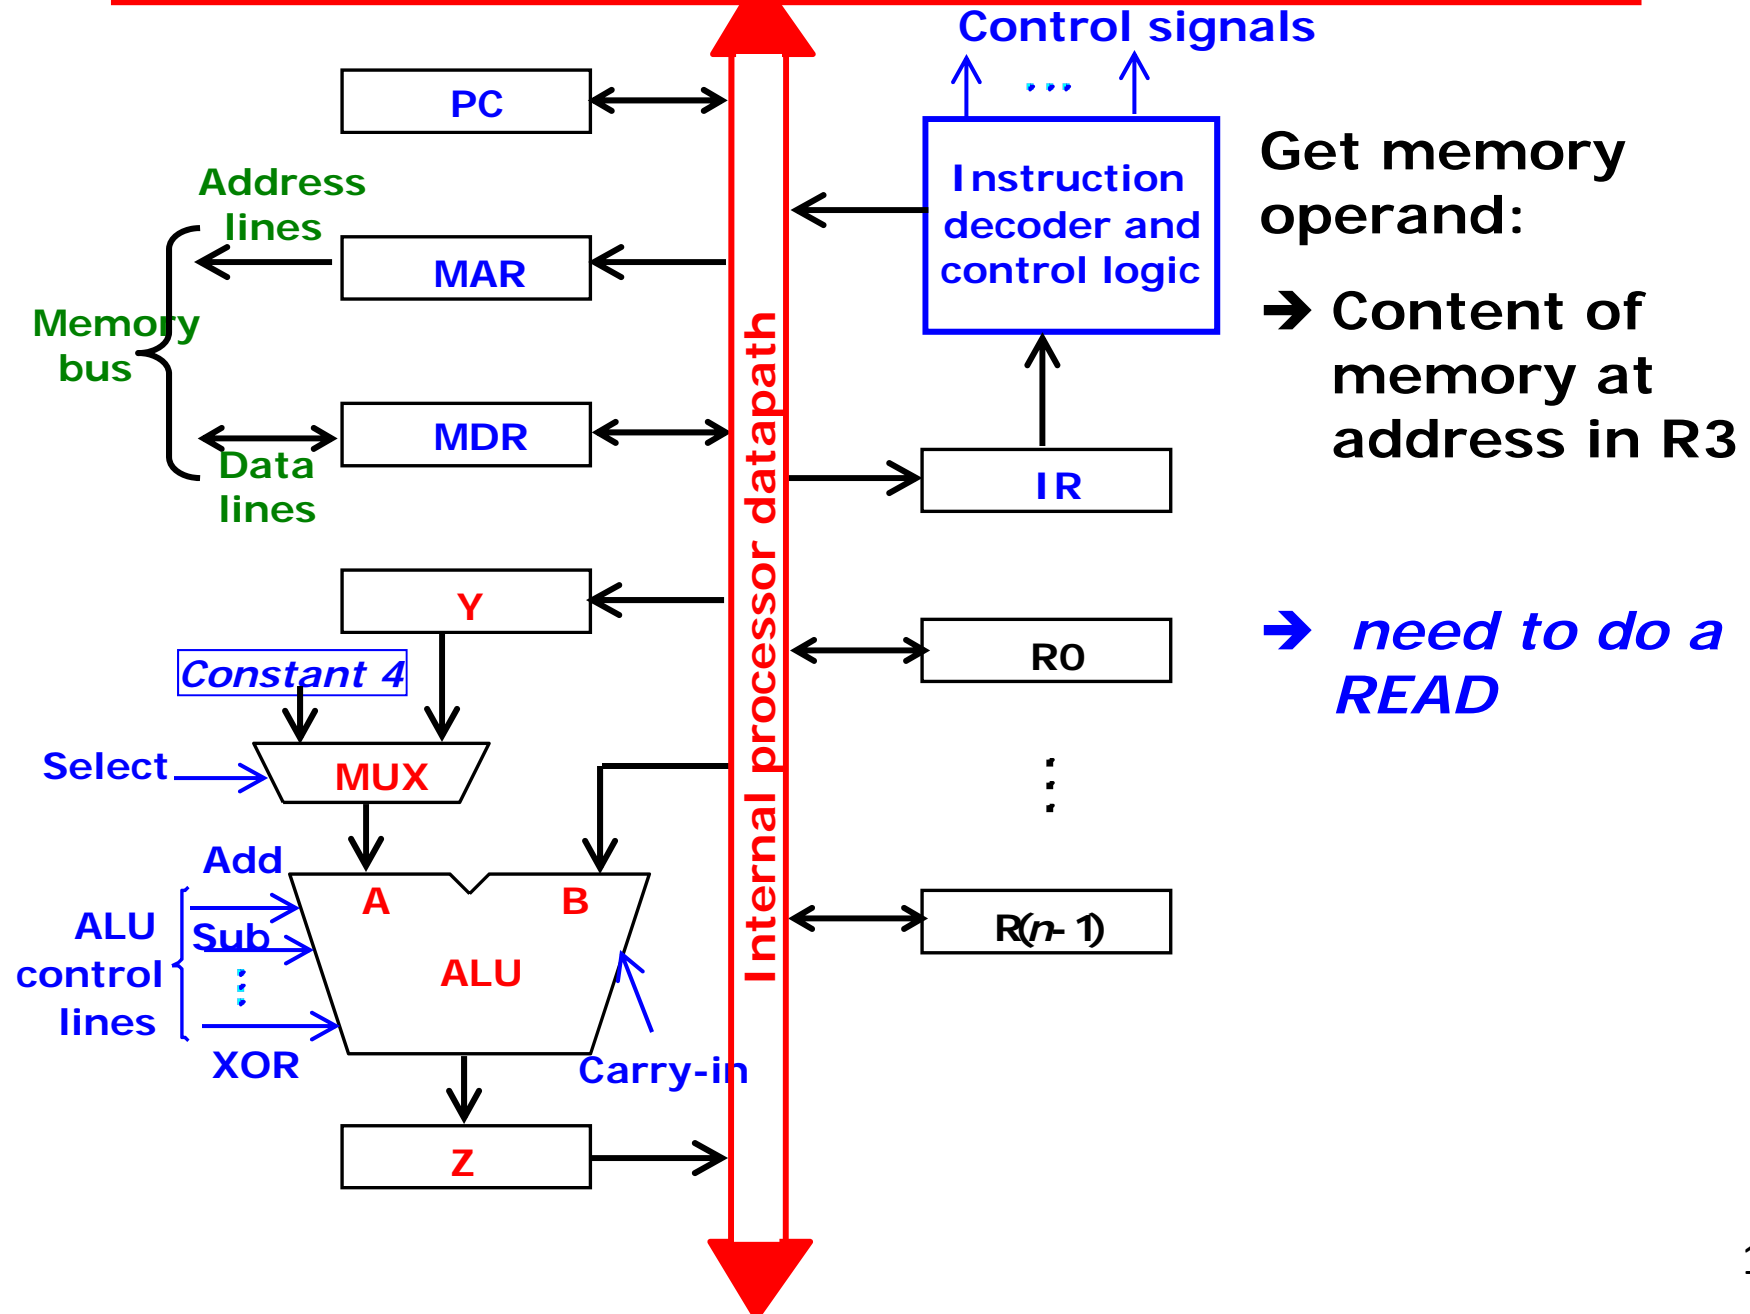 Control signals
...
PC
Instruction
decoder and
control logic
Get memory
operand:
➔ Content of
memory at
address in R3
Address
lines
MAR
Memory
bus
MDR
Data
lines
IR
Internal processor datapath
Y
R0
➔ need to do a
READ
Constant 4
Select
MUX
...
Add
A
B
ALU
control
lines
Sub
...
ALU
R(n-1)
XOR
Carry-in
Z